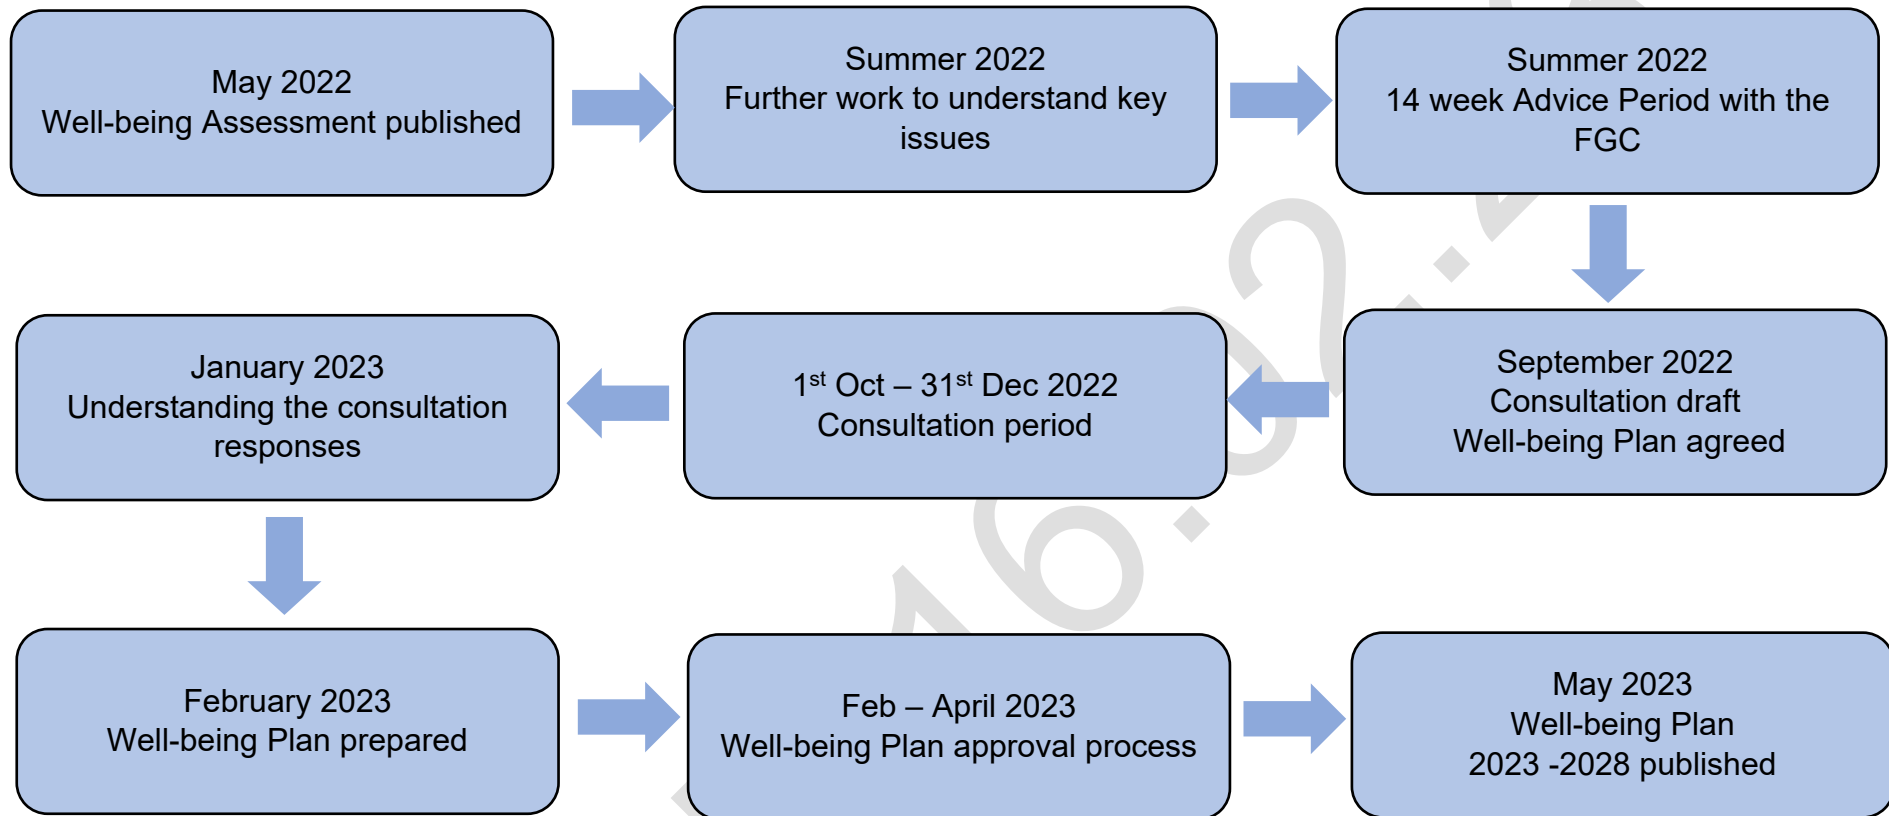 May 2022
Well-being Assessment published
Summer 2022
Further work to understand key
issues
Summer 2022
14 week Advice Period with the
FGC
September 2022
Consultation draft
Well-being Plan agreed
1st Oct – 31st Dec 2022
Consultation period
January 2023
Understanding the consultation
responses
February 2023
Well-being Plan prepared
Feb – April 2023
Well-being Plan approval process
May 2023
Well-being Plan
2023 -2028 published
16.02.